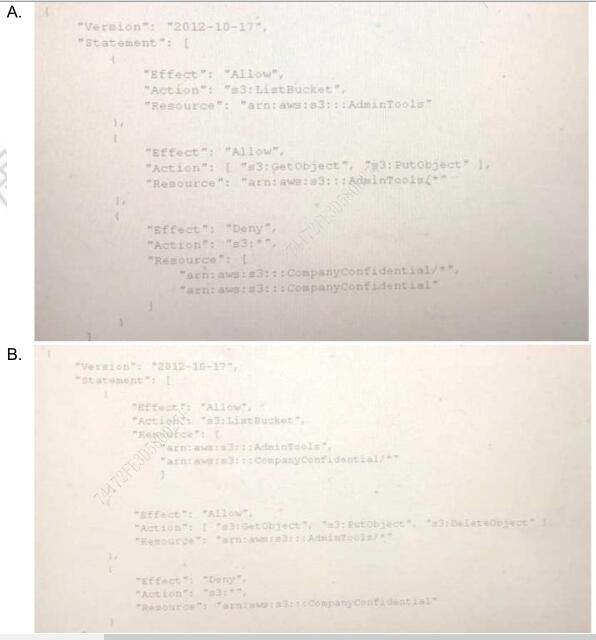 A.
{
"Version": "2012-10-17",
"Statement": [
{
"Effect": "Allow",
"Action": "s3:ListBucket",
"Resource": "arn:aws:s3:::AdminTools"
},
{
"Effect": "Allow",
"Action": [ "s3:GetObject", "s3:PutObject" ],
"Resource": "arn:aws:s3:::AdminTools/*"
},
{
"Effect": "Deny",
"Action": "s3:*",
"Resource": [
"arn:aws:s3:::CompanyConfidential/*",
"arn:aws:s3:::CompanyConfidential"
]
}
]
B.
{
"Version": "2012-10-17",
"Statement": [
{
"Effect": "Allow",
"Action": "s3:ListBucket",
"Resource": [
"arn:aws:s3:::AdminTools",
"arn:aws:s3:::CompanyConfidential/*"
]
"Effect": "Allow",
"Action": [ "s3:GetObject", "s3:PutObject", "s3:DeleteObject" ],
"Resource": "arn:aws:s3:::AdminTools/*"
},
{
"Effect": "Deny",
"Action": "s3:*",
"Resource": "arn:aws:s3:::CompanyConfidential"
}